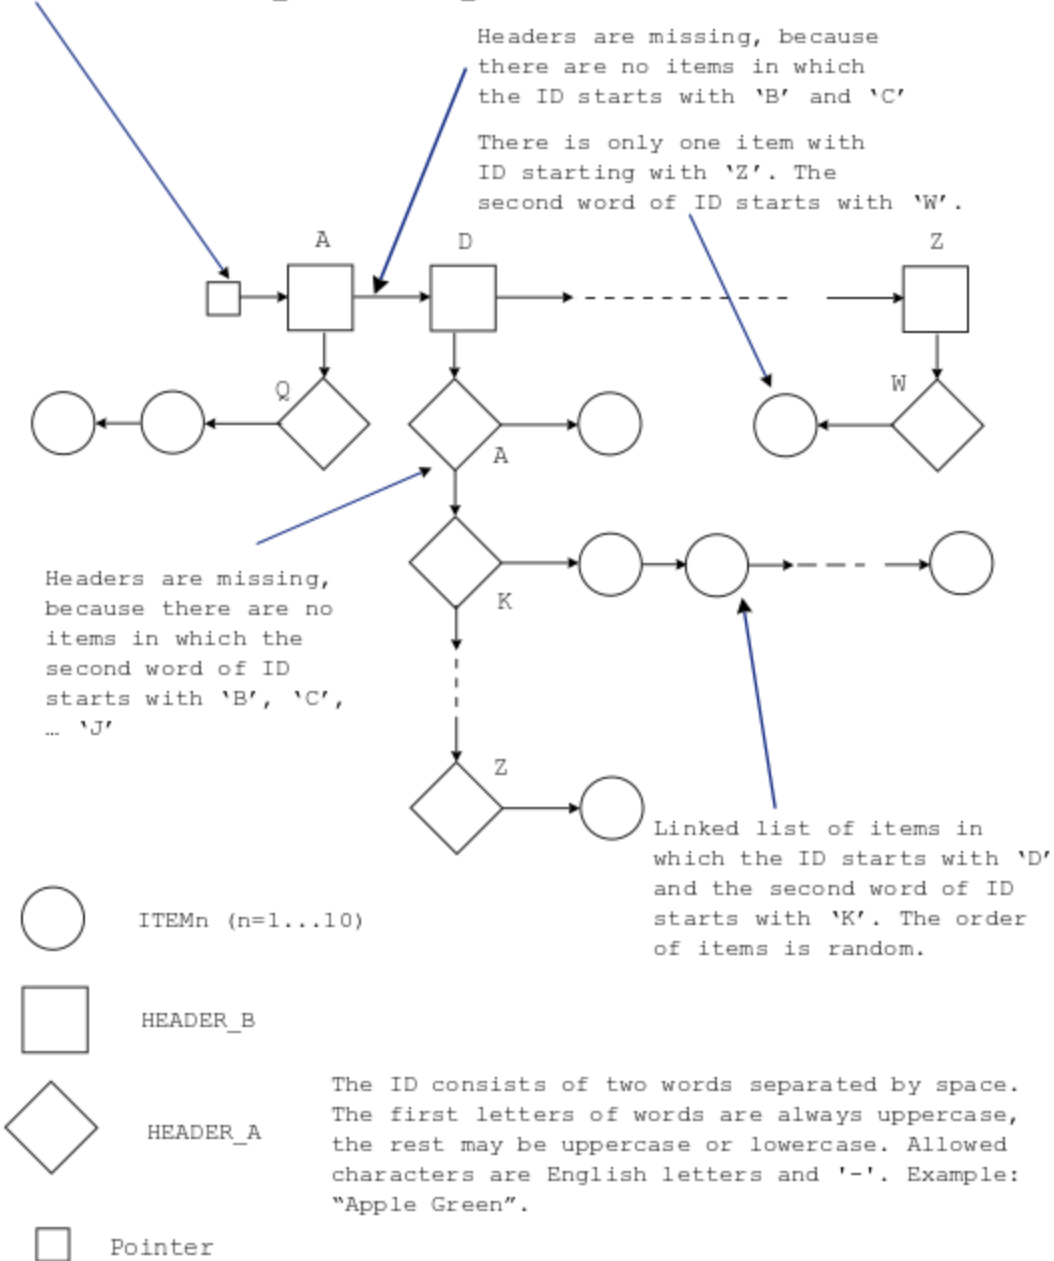 Headers are missing, because
there are no items in which
the ID starts with ‘B’ and ‘C’
There is only one item with
ID starting with ‘Z’. The
second word of ID starts with ‘W’.
A
D
Z
Q
W
A
K
Headers are missing,
because there are no
items in which the
second word of ID
starts with ‘B’, ‘C’,
… ‘J’
Z
Linked list of items in
which the ID starts with ‘D’
and the second word of ID
starts with ‘K’. The order
of items is random.
ITEMn (n=1...10)
HEADER_B
HEADER_A
The ID consists of two words separated by space.
The first letters of words are always uppercase,
the rest may be uppercase or lowercase. Allowed
characters are English letters and '-'. Example:
“Apple Green”.
Pointer